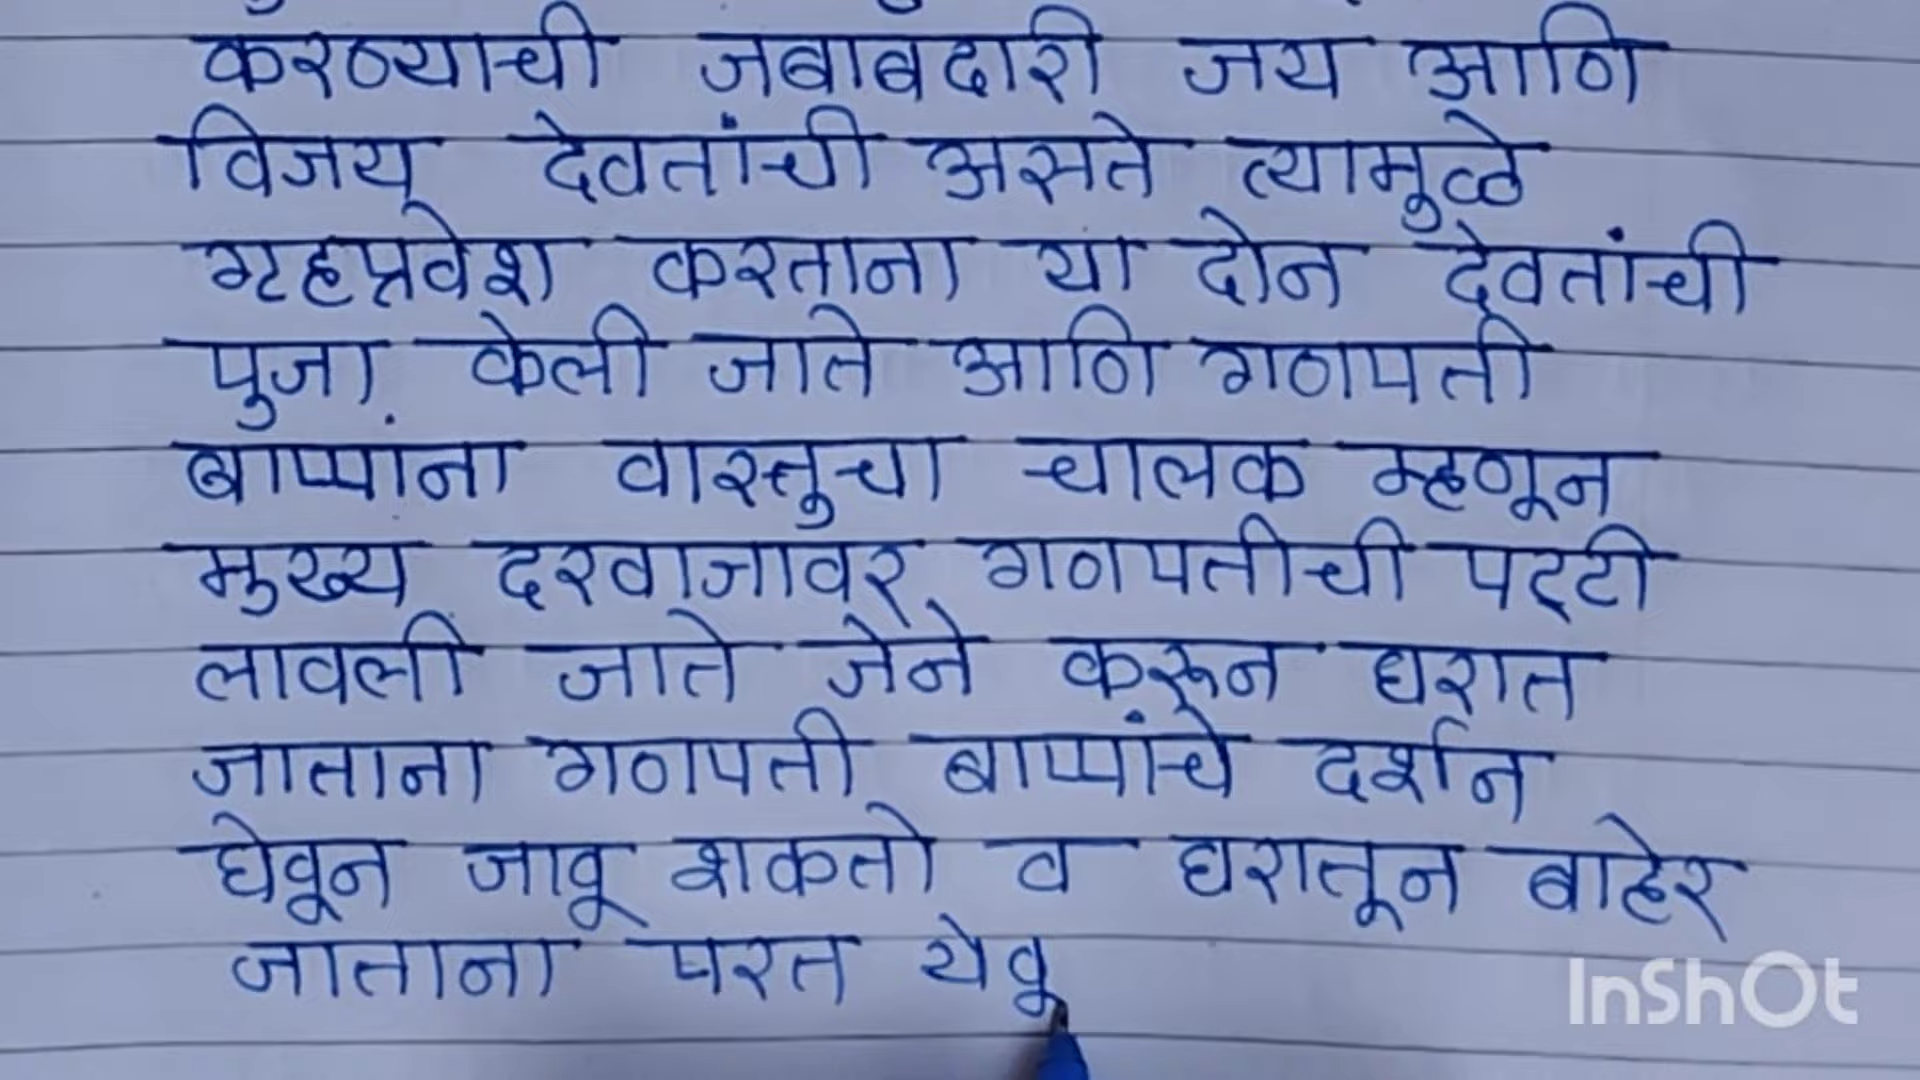 करण्याची जबाबदारी जय आणि
विजय देवतांची असते त्यामुळे
गृहप्रवेश करताना या दोन देवतांची
पुजा केली जाते आणि गणपती
बाप्पांना वास्तुचा चालक म्हणून
मुख्य दरवाजावर गणपतीची पट्टी
लावली जाते जेने करून घरात
जाताना गणपती बाप्पांचे दर्शन
घेवून जावू शकतो व घरातून बाहेर
जाताना परत येवू
InShOt